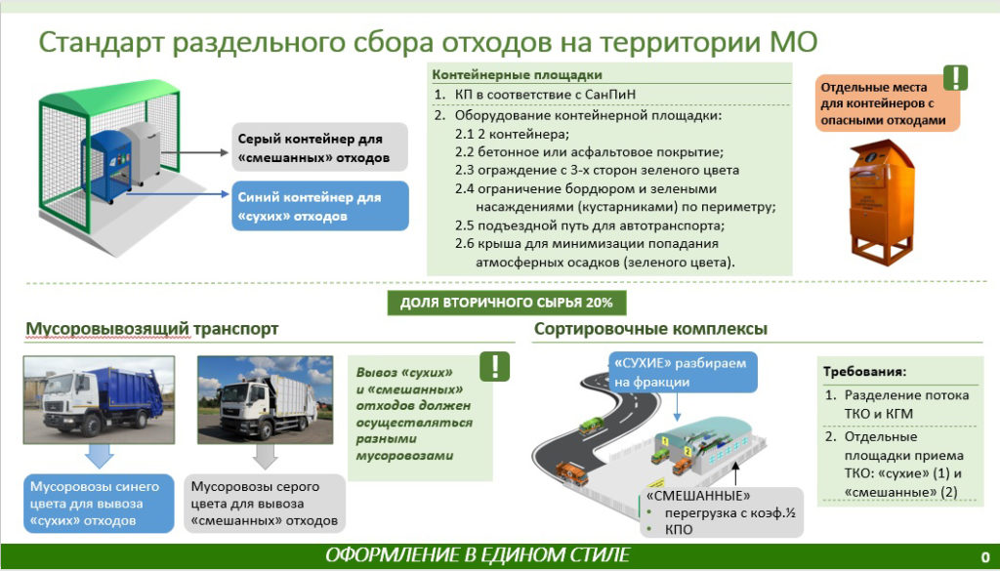 Стандарт раздельного сбора отходов на территории МО
Серый контейнер для
«смешанных» отходов
Синий контейнер для
«сухих» отходов
Контейнерные площадки
1. КП в соответствие с СанПиН
2. Оборудование контейнерной площадки:
2.1 2 контейнера;
2.2 бетонное или асфальтовое покрытие;
2.3 ограждение с 3-х сторон зеленого цвета
2.4 ограничение бордюром и зелеными
насаждениями (кустарниками) по периметру;
2.5 подъездной путь для автотранспорта;
2.6 крыша для минимизации попадания
атмосферных осадков (зеленого цвета).
!
Отдельные места
для контейнеров с
опасными отходами
ДОЛЯ ВТОРИЧНОГО СЫРЬЯ 20%
Мусоровывозящий транспорт
Мусоровозы синего
цвета для вывоза
«сухих» отходов
Мусоровозы серого
цвета для вывоза
«смешанных» отходов
!
Вывоз «сухих»
и «смешанных»
отходов должен
осуществляться
разными
мусоровозами
Сортировочные комплексы
«СУХИЕ» разбираем
на фракции
1
2
«СМЕШАННЫЕ»
• перегрузка с коэф.½
• КПО
Требования:
1. Разделение потока
ТКО и КГМ
2. Отдельные
площадки приема
ТКО: «сухие» (1) и
«смешанные» (2)
ОФОРМЛЕНИЕ В ЕДИНОМ СТИЛЕ
0